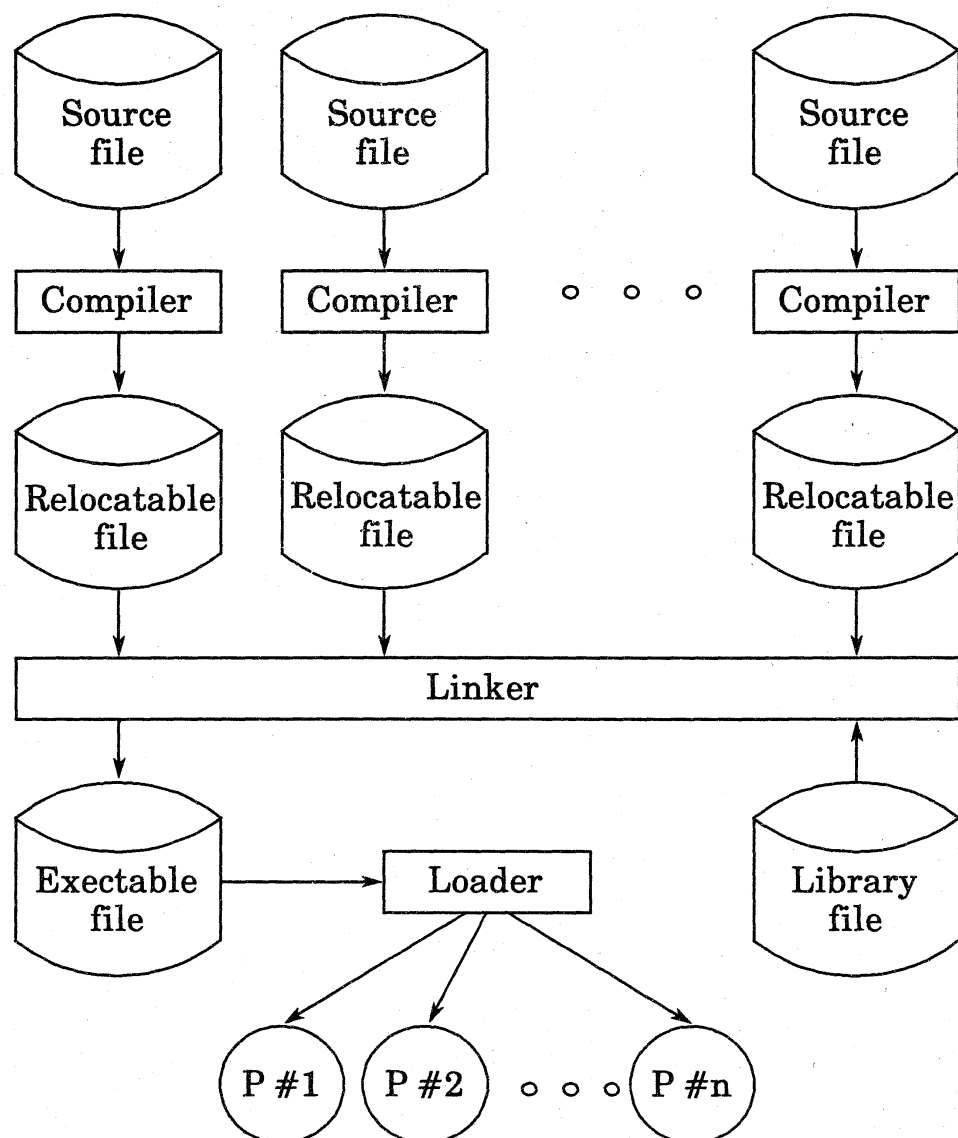 Source
file
Source
file
Source
file
Compiler
Compiler
Compiler
Relocatable
file
Relocatable
file
Relocatable
file
Linker
Exectable
file
Loader
Library
file
P #1
P #2
P #n